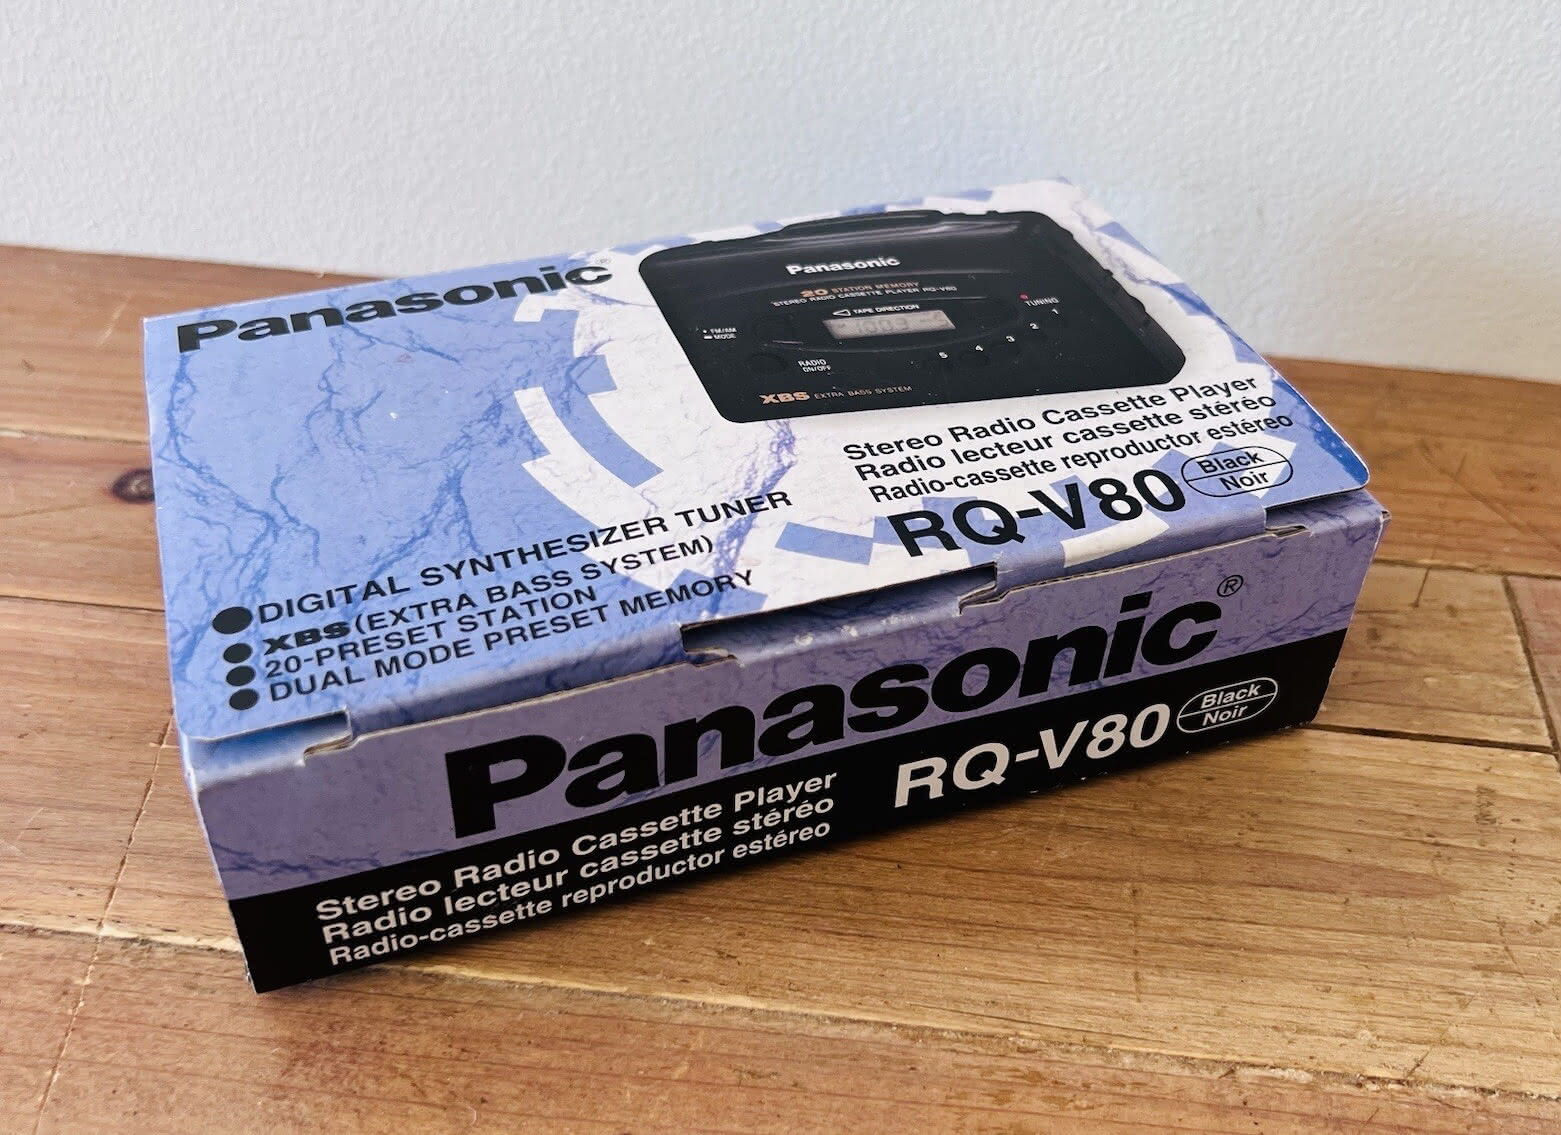 Panasonic®
Panasonic
20 STATION MEMORY
STEREO RADIO CASSETTE PLAYER RQ-V80
TAPE DIRECTION
TUNING
FM/AM
MODE
1003
1
2
3
4
5
RADIO
ON/OFF
XBS EXTRA BASS SYSTEM
Stereo Radio Cassette Player
Radio lecteur cassette stéréo
Radio-cassette reproductor estéreo
RQ-V80 Black Noir
●DIGITAL SYNTHESIZER TUNER
●XBS(EXTRA BASS SYSTEM)
●20-PRESET STATION
●DUAL MODE PRESET MEMORY
Panasonic®
Stereo Radio Cassette Player
Radio lecteur cassette stéréo
Radio-cassette reproductor estéreo
RQ-V80 Black Noir